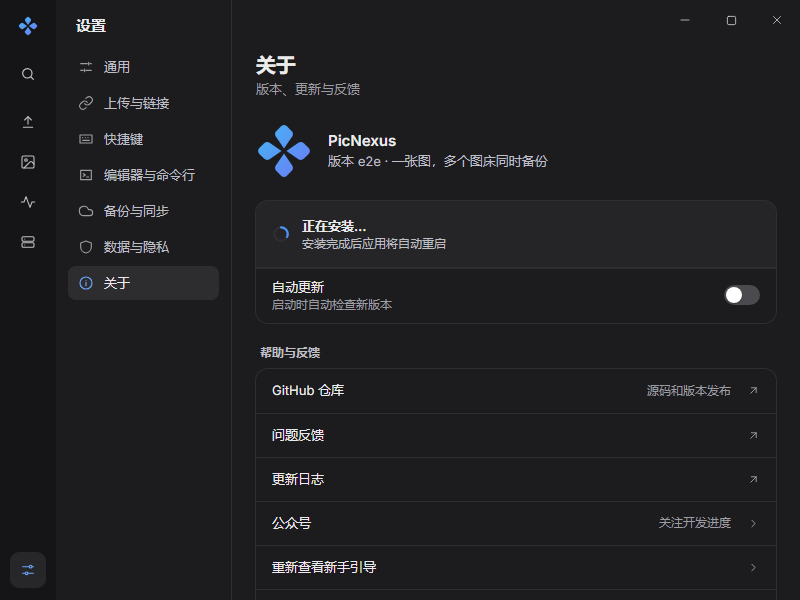 设置
通用
上传与链接
快捷键
编辑器与命令行
备份与同步
数据与隐私
关于
关于
版本、更新与反馈
PicNexus
版本 e2e · 一张图，多个图床同时备份
正在安装...
安装完成后应用将自动重启
自动更新
启动时自动检查新版本
帮助与反馈
GitHub 仓库
源码和版本发布
问题反馈
更新日志
公众号
关注开发进度
重新查看新手引导